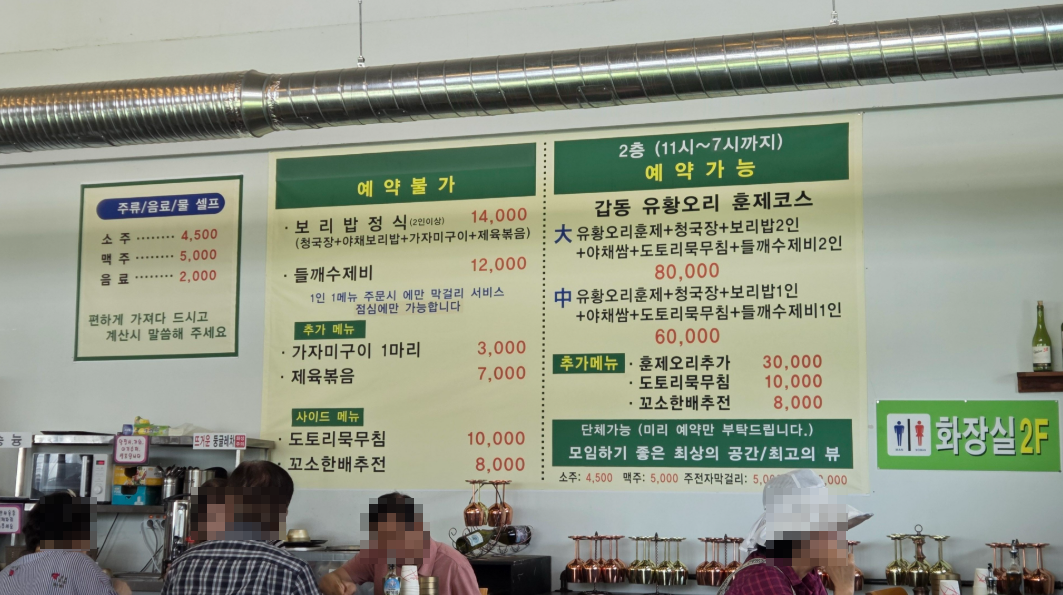 주류/음료/물 셀프
소 주 ········ 4,500
맥 주 ········ 5,000
음 료 ········ 2,000
편하게 가져다 드시고
계산시 말씀해 주세요
예 약 불 가
· 보 리 밥 정 식 (2인이상) 14,000
(청국장+야채보리밥+가자미구이+제육볶음)
· 들깨수제비 12,000
1인 1메뉴 주문시 에만 막걸리 서비스
점심에만 가능합니다
추가 메뉴
· 가자미구이 1마리 3,000
· 제육볶음 7,000
사이드 메뉴
· 도토리묵무침 10,000
· 꼬소한배추전 8,000
2층 (11시~7시까지)
예 약 가 능
갑동 유황오리 훈제코스
大 유황오리훈제+청국장+보리밥2인
+야채쌈+도토리묵무침+들깨수제비2인
80,000
中 유황오리훈제+청국장+보리밥1인
+야채쌈+도토리묵무침+들깨수제비1인
60,000
추가메뉴 · 훈제오리추가 30,000
· 도토리묵무침 10,000
· 꼬소한배추전 8,000
단체가능 (미리 예약만 부탁드립니다.)
모임하기 좋은 최상의 공간/최고의 뷰
소주: 4,500 맥주: 5,000 주전자막걸리:
화장실 2F
숭늉
뜨거운 둥굴레차